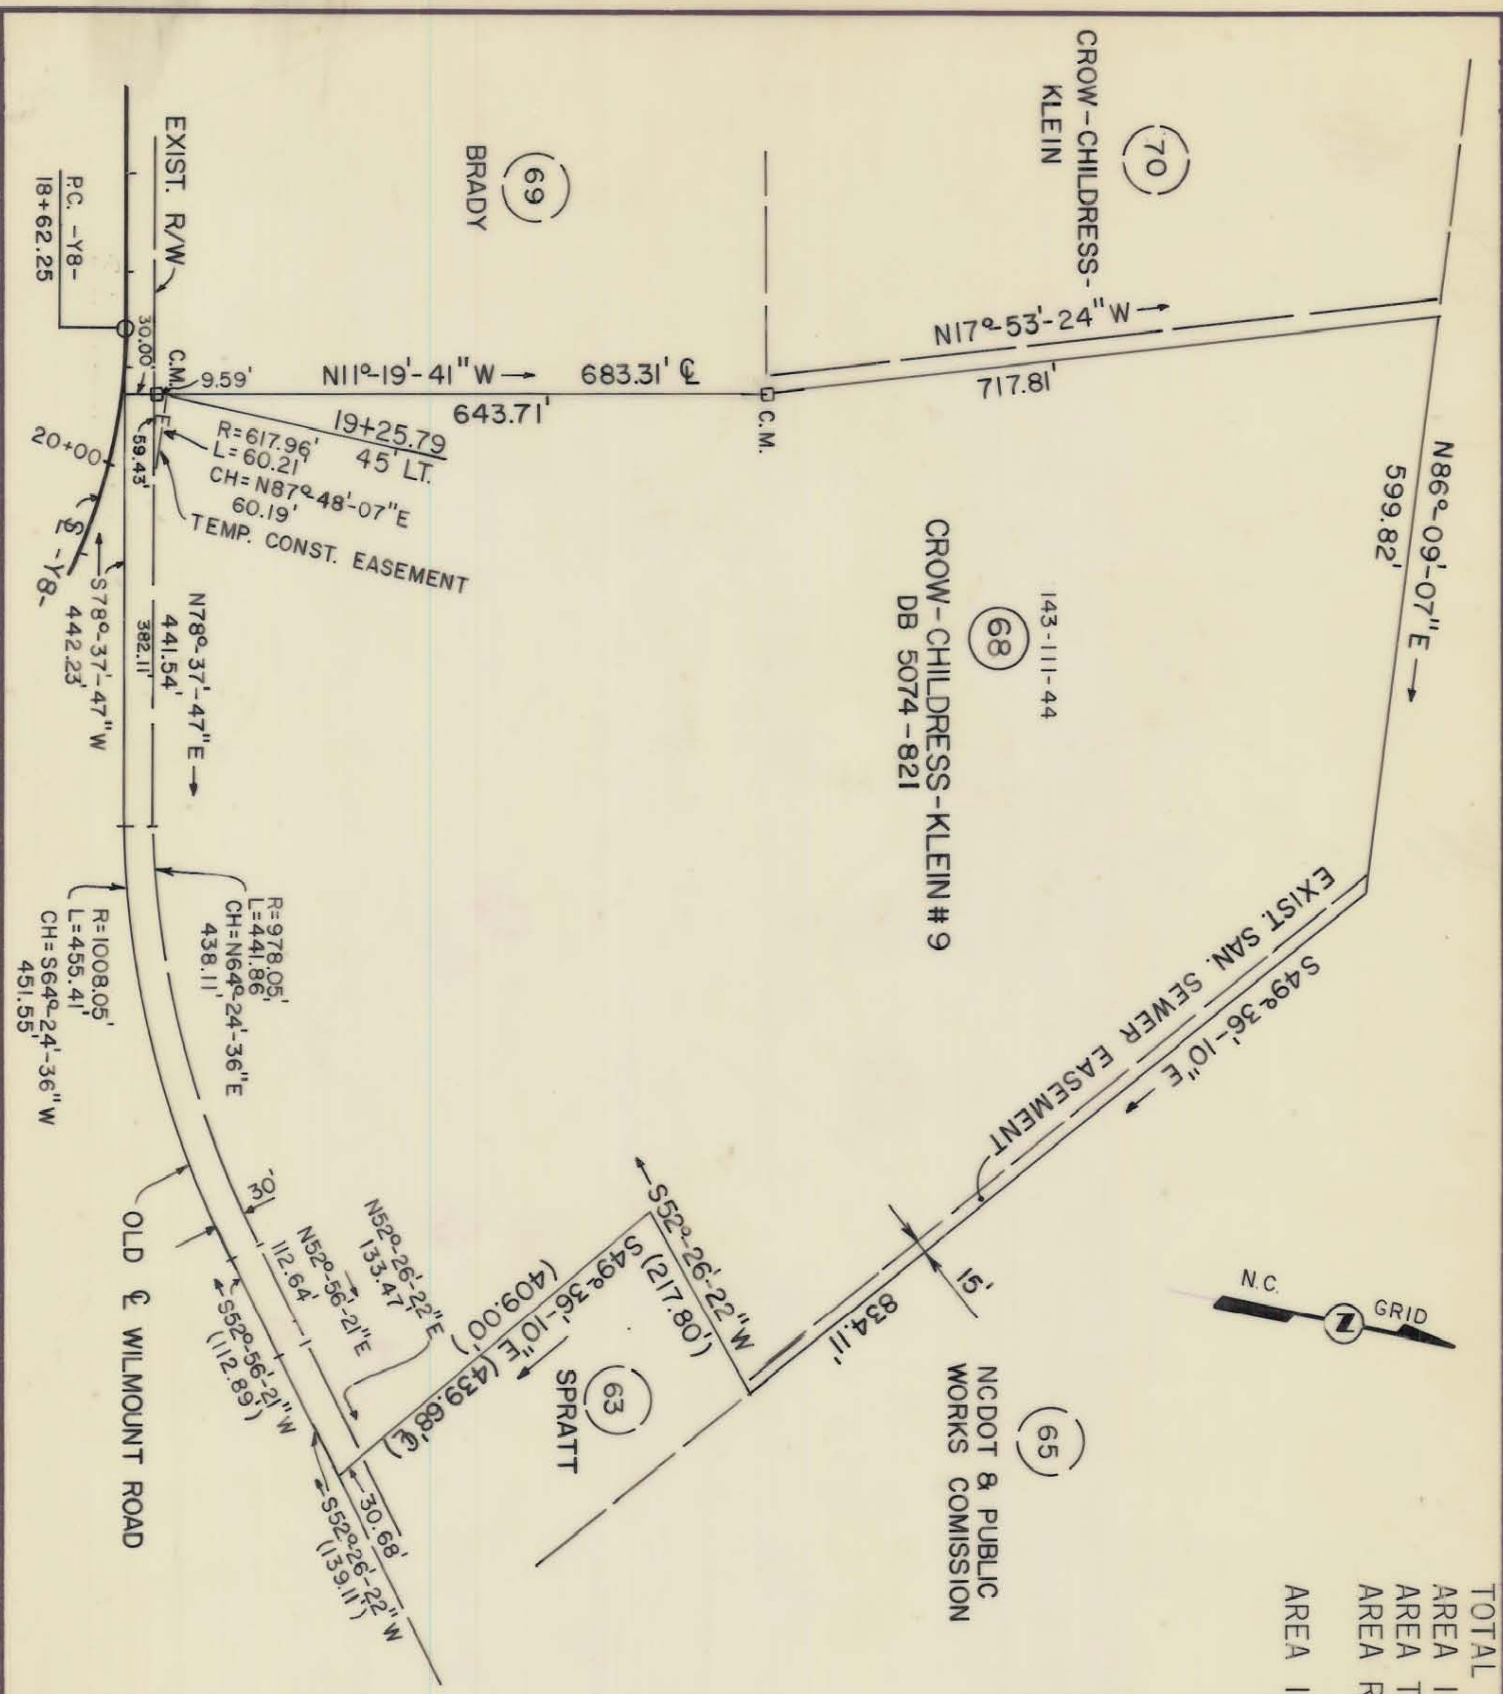 CROW-CHILDRESS-
KLEIN
70
69
BRADY
EXIST. R/W
P.C. -Y8-
18+62.25
30.00'
C.M.
9.59'
N11°-19'-41"W
683.31' ℄
643.71'
C.M.
N17°-53'-24"W
717.81'
N86°-09'-07"E
599.82'
19+25.79
45' LT.
R=617.96'
L=60.21'
CH=N87°-48'-07"E
60.19'
TEMP. CONST. EASEMENT
E
59.43'
20+00
-Y8-
S78°-37'-47"W
442.23'
N78°-37'-47"E
441.54'
382.11'
143-111-44
68
CROW-CHILDRESS-KLEIN #9
DB 5074-821
EXIST. SAN. SEWER EASEMENT
S49°-36'-10"E
834.11'
15'
R=978.05'
L=441.86'
CH=N64°-24'-36"E
438.11'
R=1008.05'
L=455.41'
CH=S64°-24'-36"W
451.55'
30'
OLD ℄ WILMOUNT ROAD
N52°-56'-21"E
112.64'
N52°-26'-22"E
133.47'
S52°-56'-21"W
(112.89')
S52°-26'-22"W
(139.11')
30.68'
S49°-36'-10"E
(409.00')
(439.68' ℄)
S52°-26'-22"W
(217.80')
63
SPRATT
65
NCDOT & PUBLIC
WORKS COMISSION
N.C. GRID
N
TOTAL
AREA
AREA
AREA
AREA